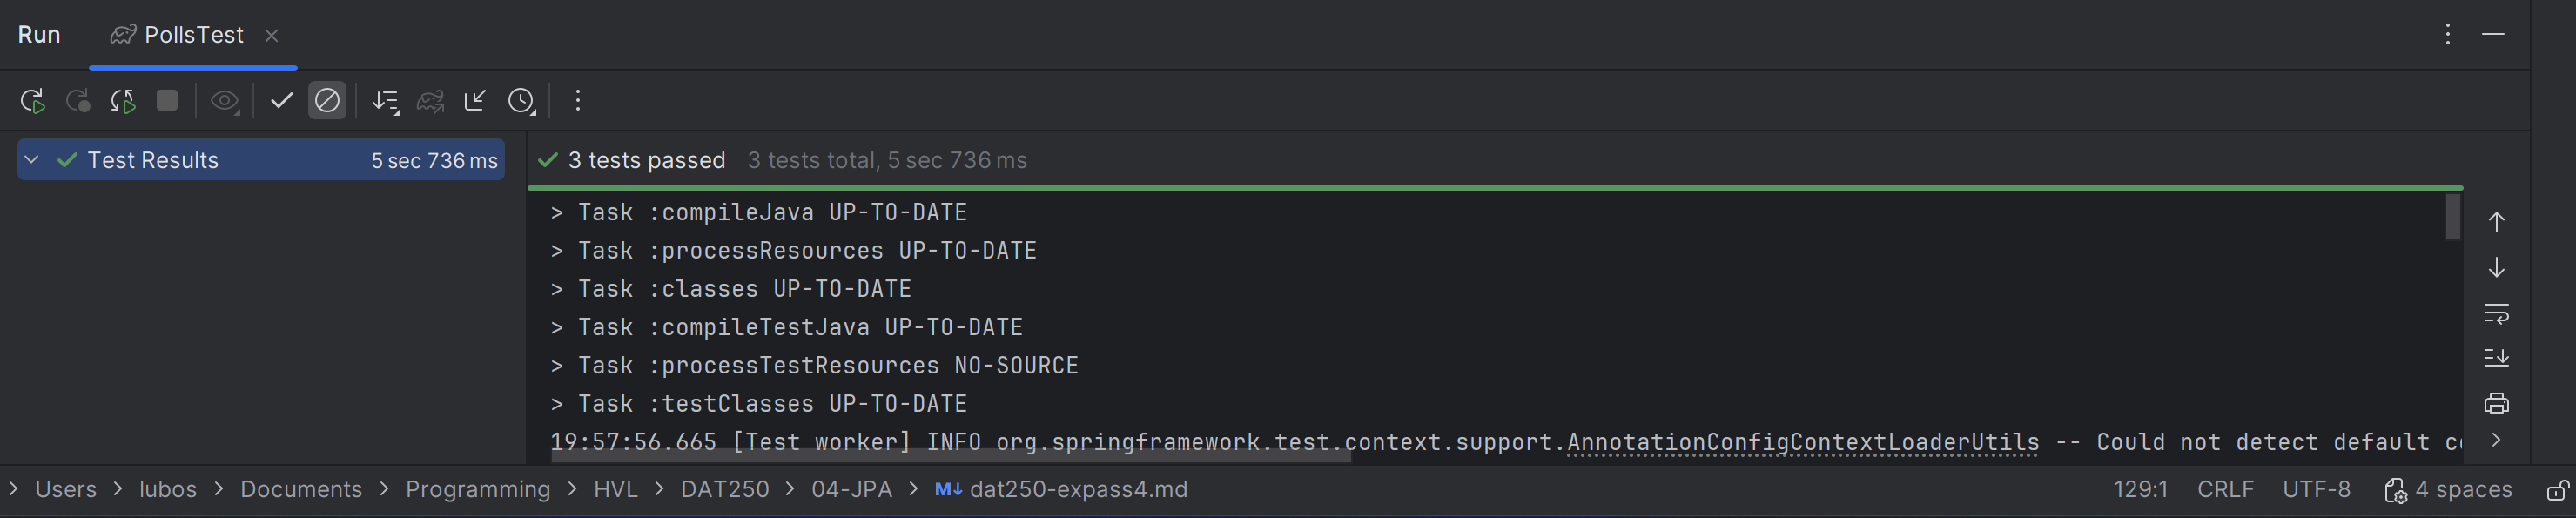 Run PollsTest
Test Results 5 sec 736 ms
3 tests passed 3 tests total, 5 sec 736 ms
> Task :compileJava UP-TO-DATE
> Task :processResources UP-TO-DATE
> Task :classes UP-TO-DATE
> Task :compileTestJava UP-TO-DATE
> Task :processTestResources NO-SOURCE
> Task :testClasses UP-TO-DATE
19:57:56.665 [Test worker] INFO org.springframework.test.context.support.AnnotationConfigContextLoaderUtils -- Could not detect default
> Users > lubos > Documents > Programming > HVL > DAT250 > 04-JPA > M↓ dat250-expass4.md 129:1 CRLF UTF-8 4 spaces